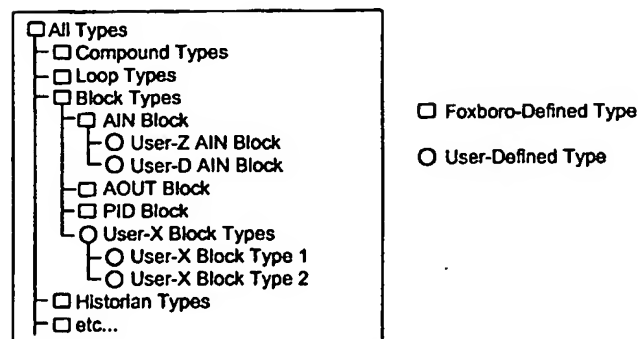 All Types
Compound Types
Loop Types
Block Types
AIN Block
User-Z AIN Block
User-D AIN Block
AOUT Block
PID Block
User-X Block Types
User-X Block Type 1
User-X Block Type 2
Historian Types
etc...
Foxboro-Defined Type
User-Defined Type